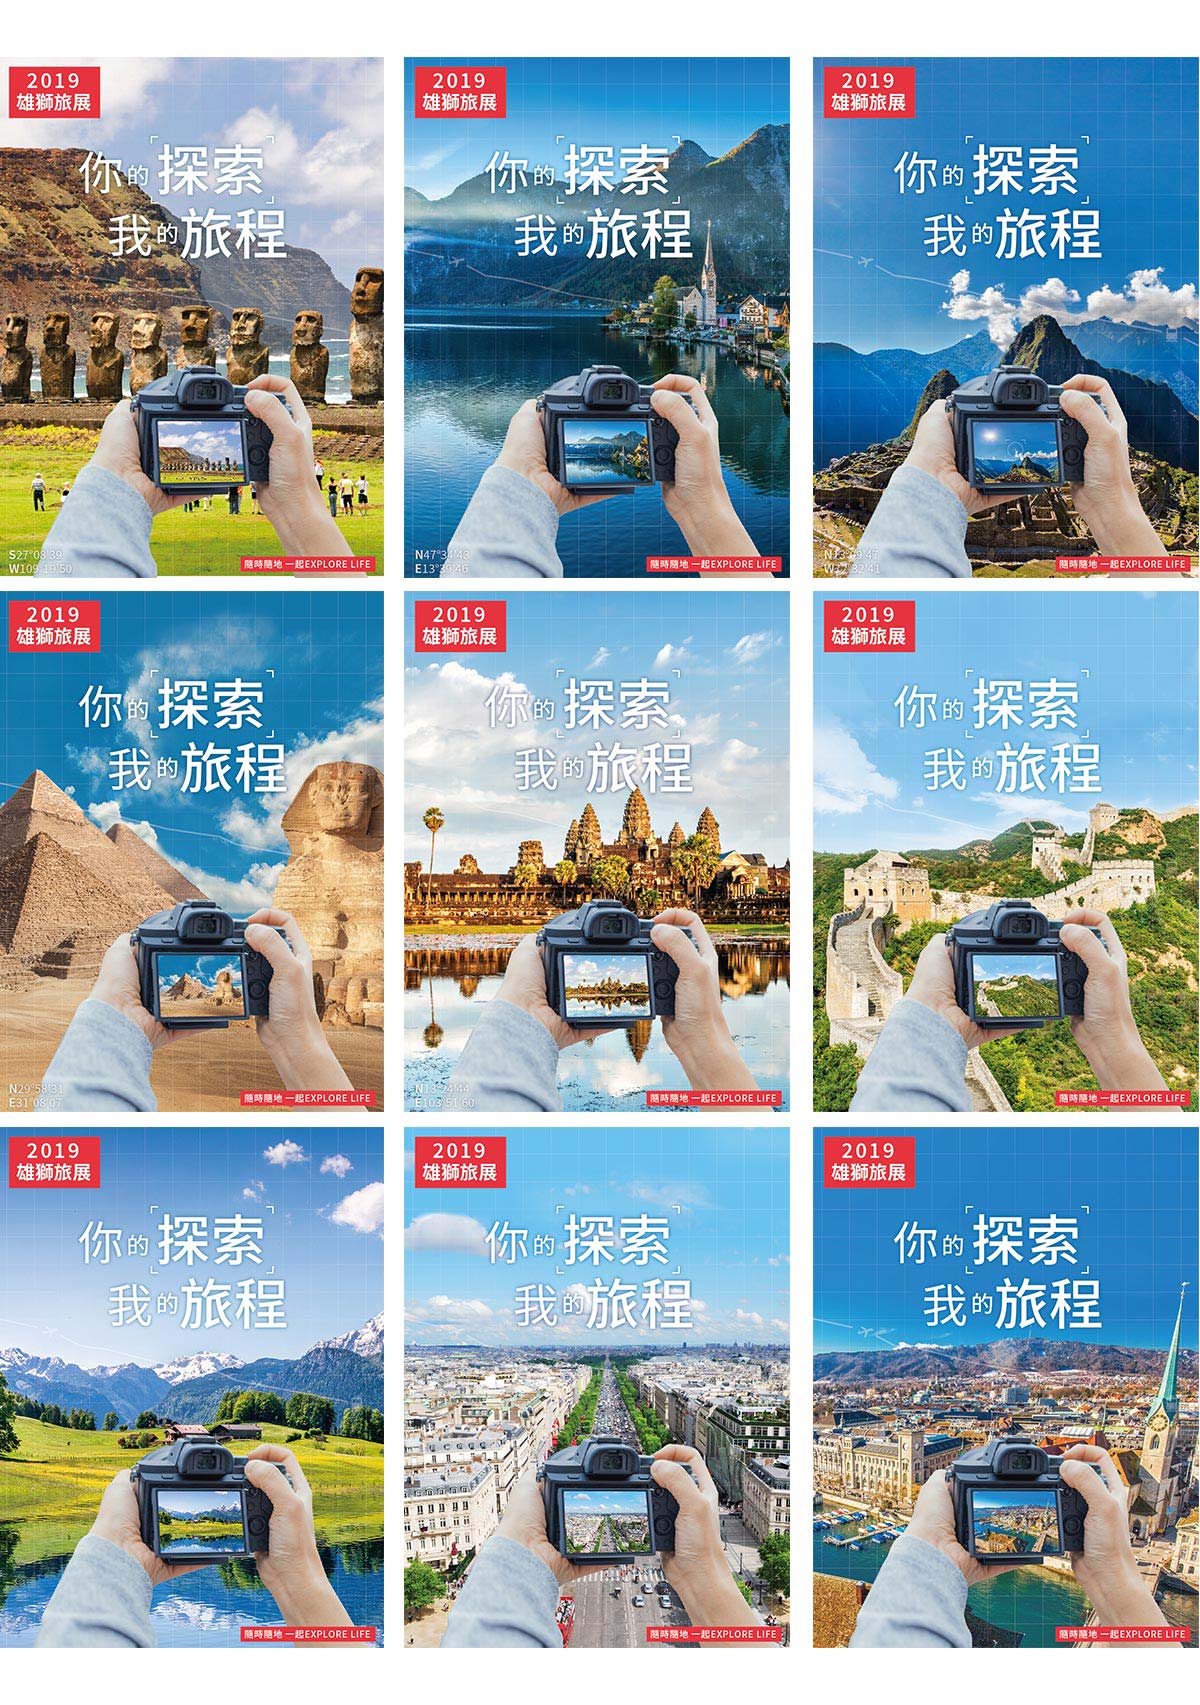 2019
雄獅旅展
你的探索
我的旅程
S27°08'39
W109°19'50
隨時隨地 一起EXPLORE LIFE
2019
雄獅旅展
你的探索
我的旅程
N47°34'43
E13°39'46
隨時隨地 一起EXPLORE LIFE
2019
雄獅旅展
你的探索
我的旅程
N13°09'47
W72°32'41
隨時隨地 一起EXPLORE LIFE
2019
雄獅旅展
你的探索
我的旅程
N29°58'31
E31°08'07
隨時隨地 一起EXPLORE LIFE
2019
雄獅旅展
你的探索
我的旅程
N13°24'44
E103°51'60
隨時隨地 一起EXPLORE LIFE
2019
雄獅旅展
你的探索
我的旅程
隨時隨地 一起EXPLORE LIFE
2019
雄獅旅展
你的探索
我的旅程
隨時隨地 一起EXPLORE LIFE
2019
雄獅旅展
你的探索
我的旅程
隨時隨地 一起EXPLORE LIFE
2019
雄獅旅展
你的探索
我的旅程
隨時隨地 一起EXPLORE LIFE